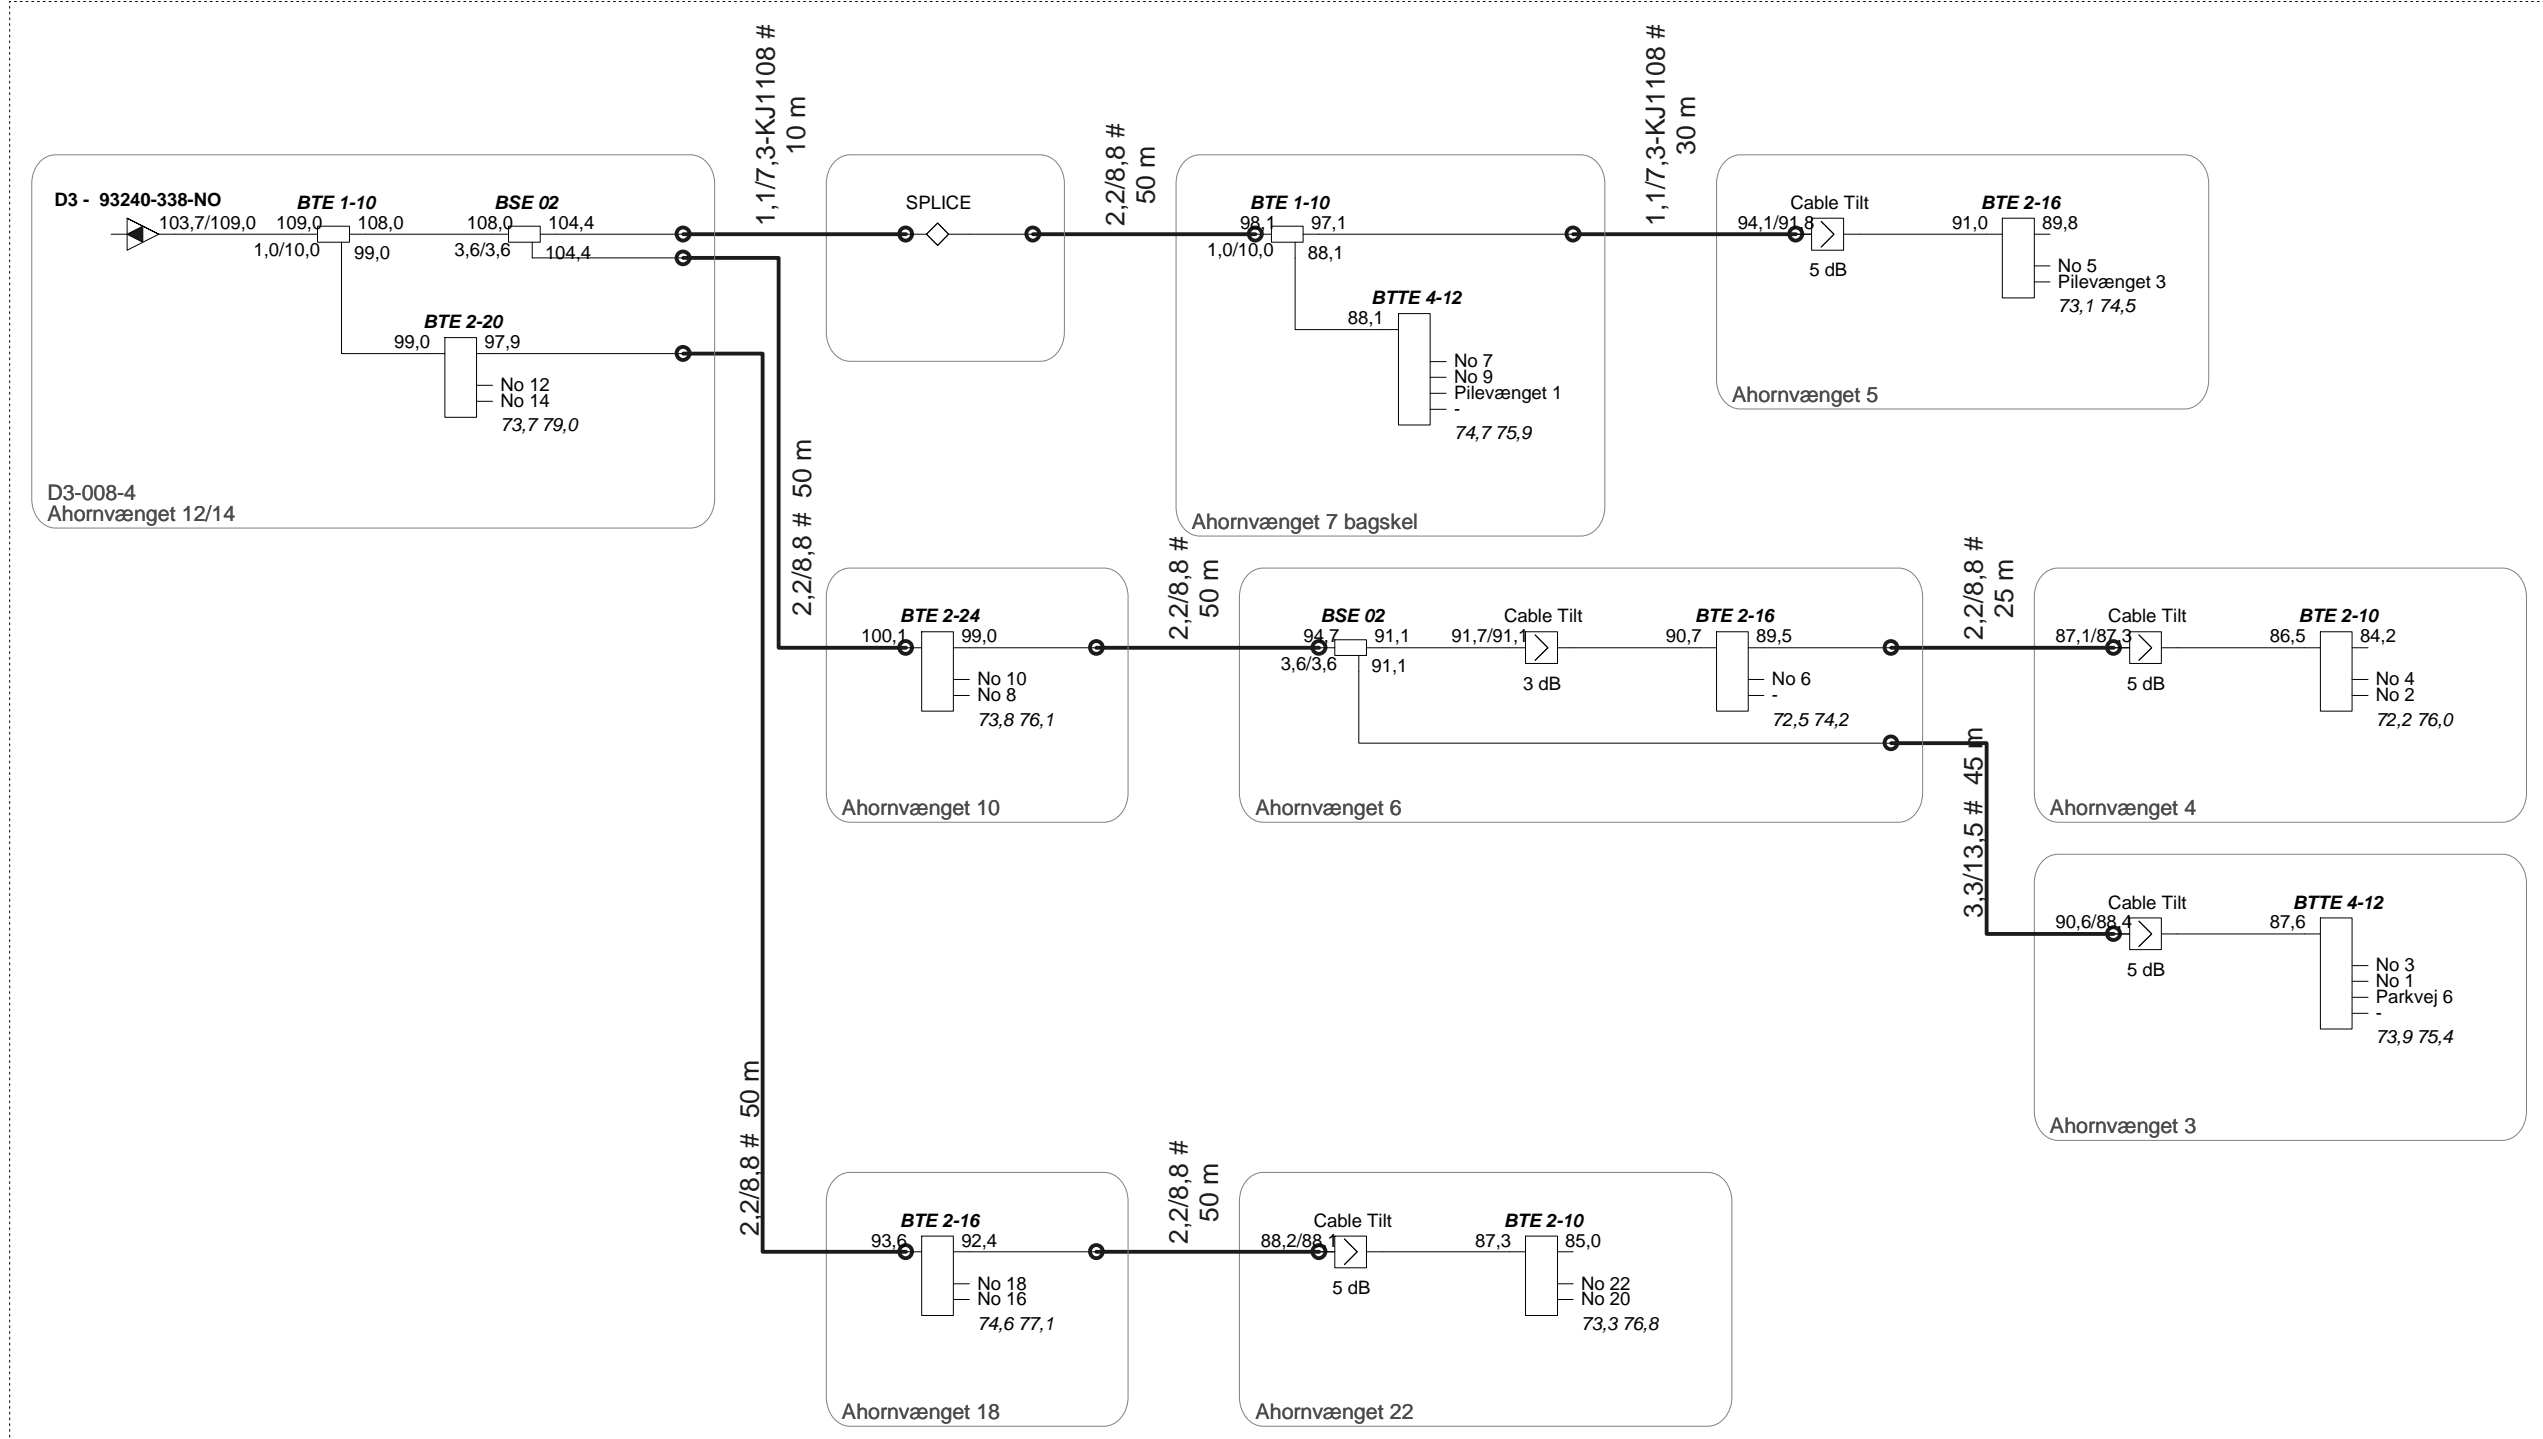 1,1/7,3-KJ1108 #
10 m
2,2/8,8 #
50 m
1,1/7,3-KJ1108 #
30 m
D3 - 93240-338-NO
103,7/109,0
BTE 1-10
109,0
108,0
1,0/10,0
99,0
BSE 02
108,0
104,4
3,6/3,6
104,4
BTE 2-20
99,0
97,9
No 12
No 14
73,7 79,0
D3-008-4
Ahornvænget 12/14
SPLICE
BTE 1-10
98,1
97,1
1,0/10,0
88,1
BTTE 4-12
88,1
No 7
No 9
Pilevænget 1
-
74,7 75,9
Ahornvænget 7 bagskel
Cable Tilt
94,1/91,8
5 dB
BTE 2-16
91,0
89,8
No 5
Pilevænget 3
73,1 74,5
Ahornvænget 5
2,2/8,8 # 50 m
BTE 2-24
100,1
99,0
No 10
No 8
73,8 76,1
Ahornvænget 10
2,2/8,8 #
50 m
BSE 02
94,7
91,1
3,6/3,6
91,1
Cable Tilt
91,7/91,1
3 dB
BTE 2-16
90,7
89,5
No 6
-
72,5 74,2
Ahornvænget 6
2,2/8,8 #
25 m
Cable Tilt
87,1/87,3
5 dB
BTE 2-10
86,5
84,2
No 4
No 2
72,2 76,0
Ahornvænget 4
3,3/13,5 # 45 m
Cable Tilt
90,6/88,4
5 dB
BTTE 4-12
87,6
No 3
No 1
Parkvej 6
-
73,9 75,4
Ahornvænget 3
2,2/8,8 # 50 m
BTE 2-16
93,6
92,4
No 18
No 16
74,6 77,1
Ahornvænget 18
2,2/8,8 #
50 m
Cable Tilt
88,2/88,1
5 dB
BTE 2-10
87,3
85,0
No 22
No 20
73,3 76,8
Ahornvænget 22